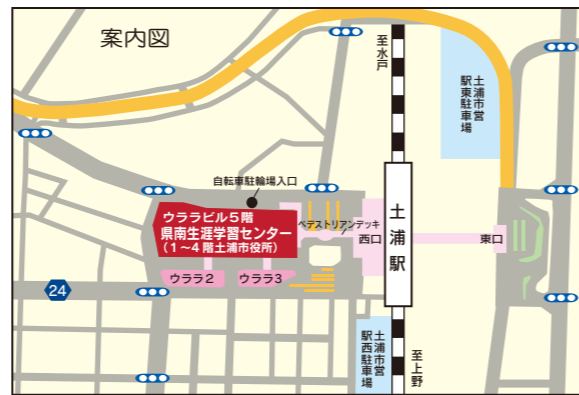 案内図
至水戸
土浦市営
駅東駐車場
自転車駐輪場入口
ウララビル5階
県南生涯学習センター
(1～4階土浦市役所)
ペデストリアンデッキ
西口
土浦駅
東口
ウララ2
ウララ3
24
土浦市営
駅西駐車場
至上野